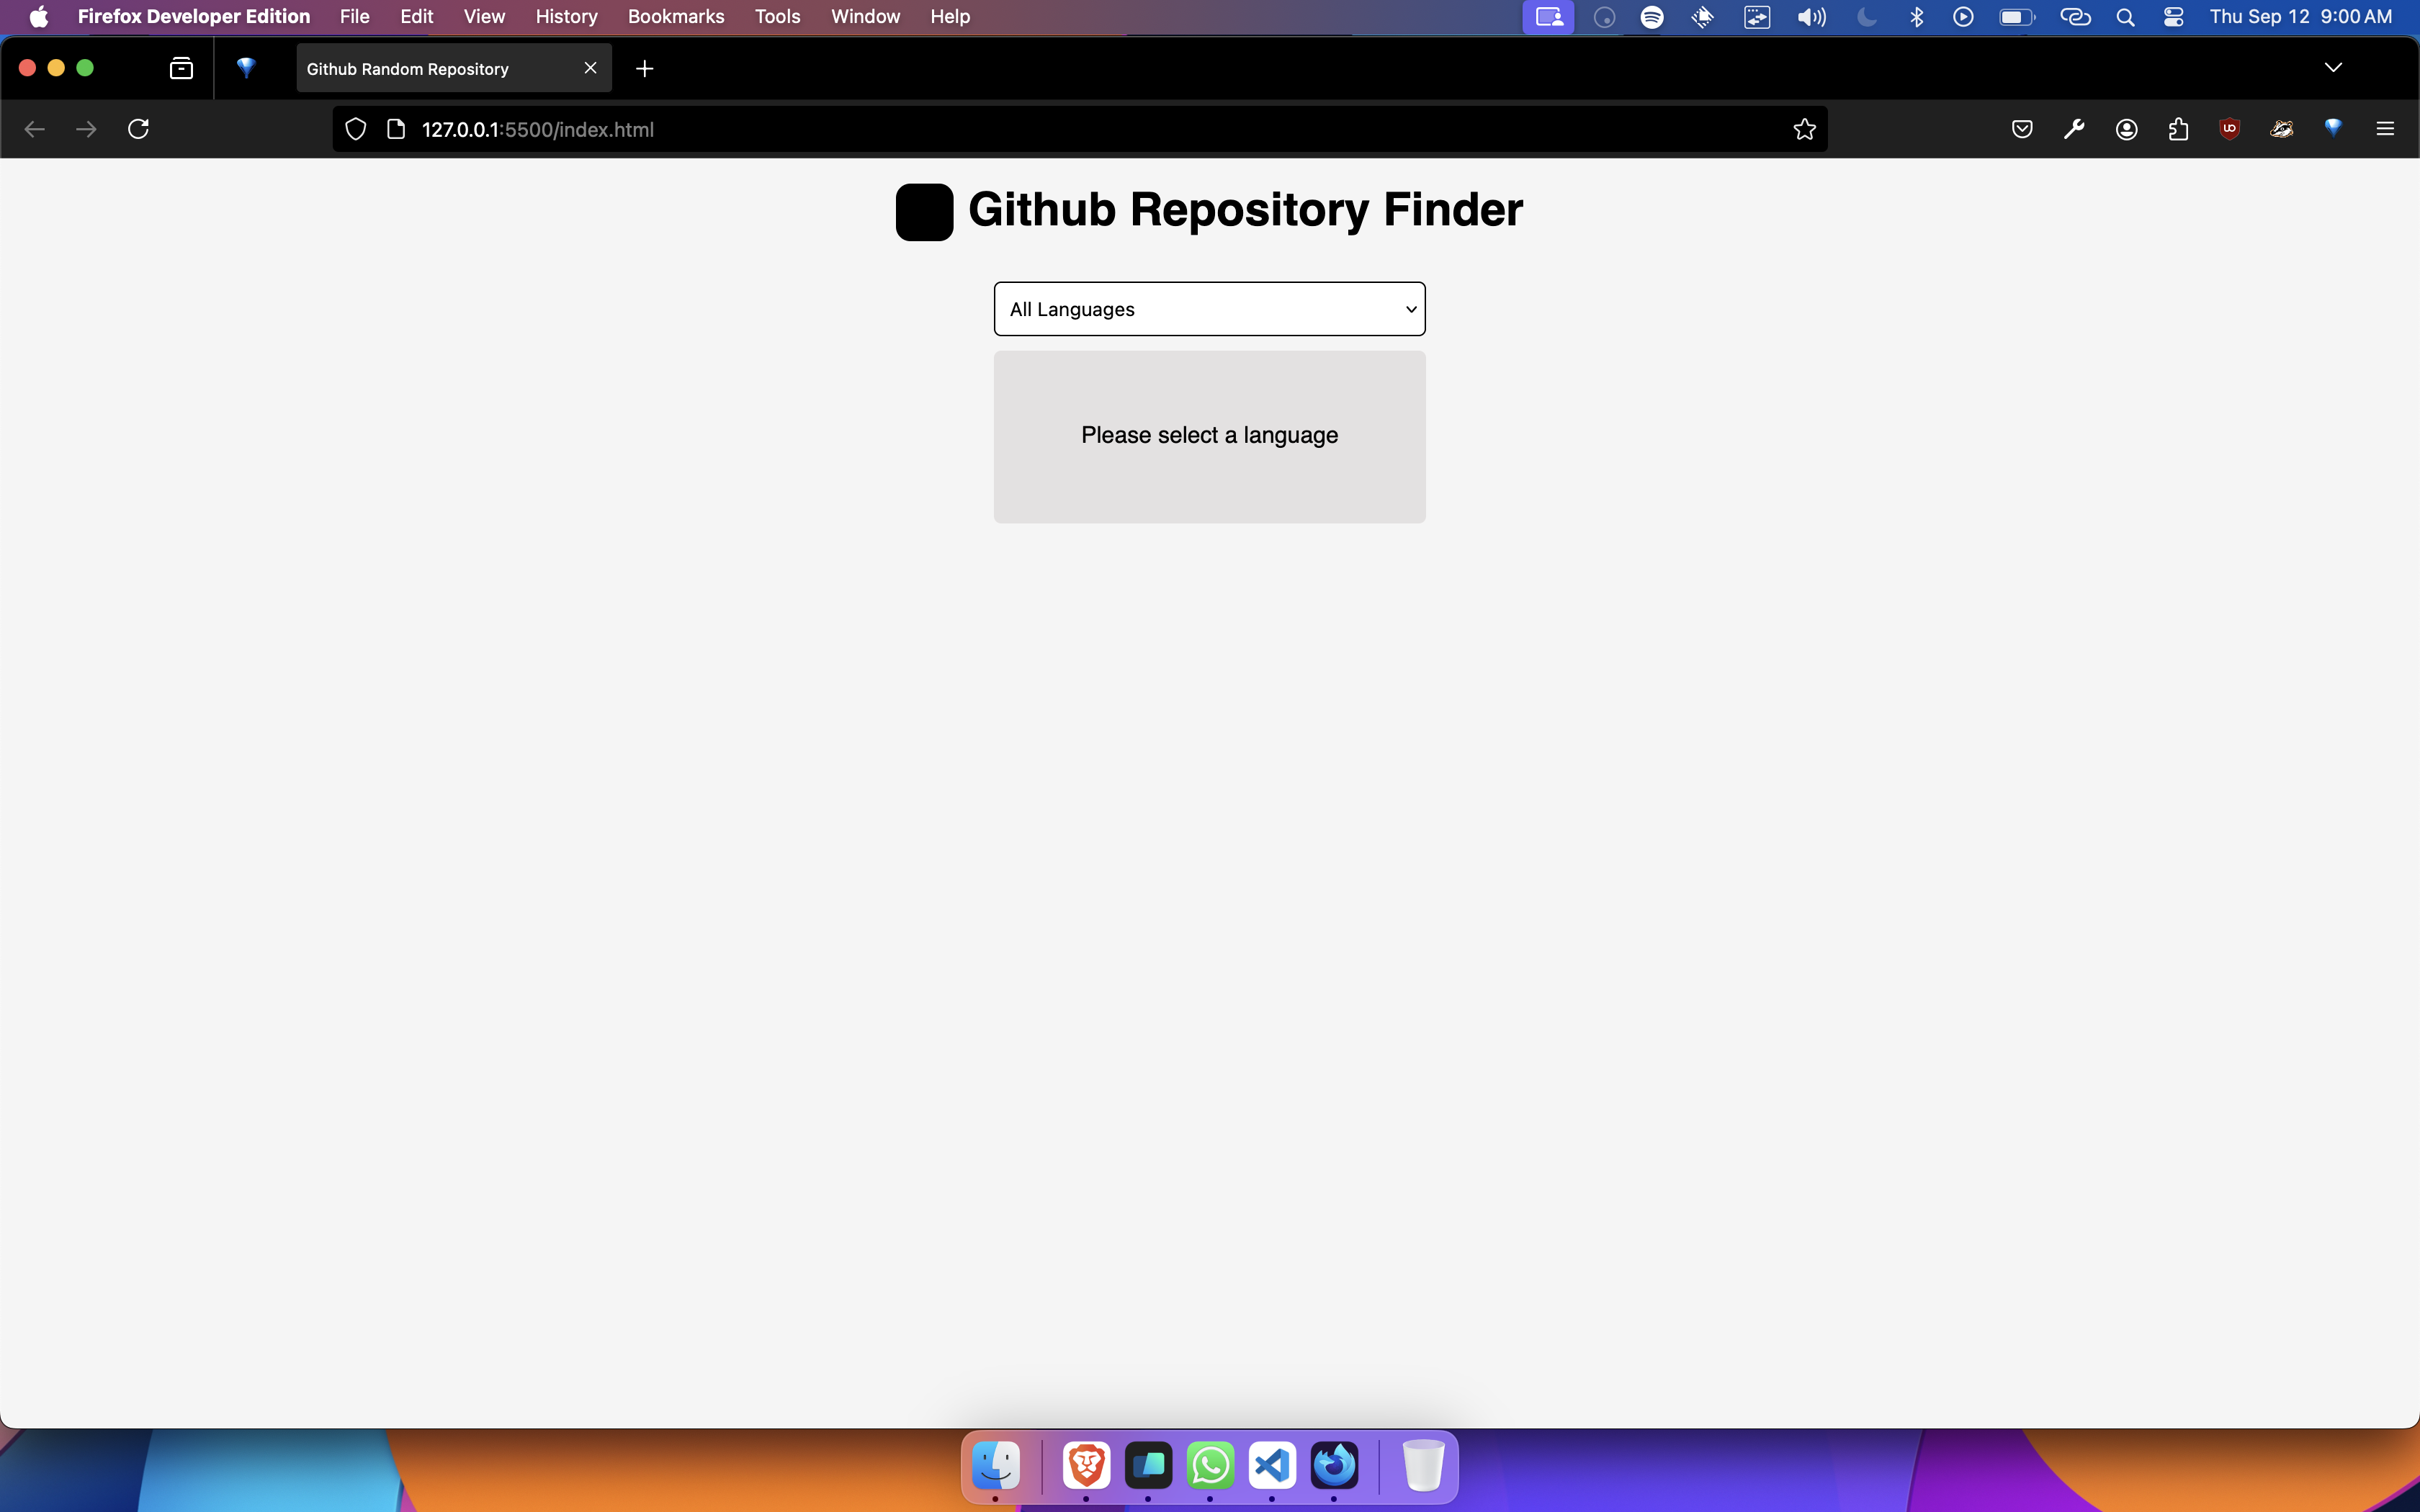 Firefox Developer Edition File Edit View History Bookmarks Tools Window Help Thu Sep 12 9:00 AM
Github Random Repository
127.0.0.1:5500/index.html
Github Repository Finder
All Languages
Please select a language